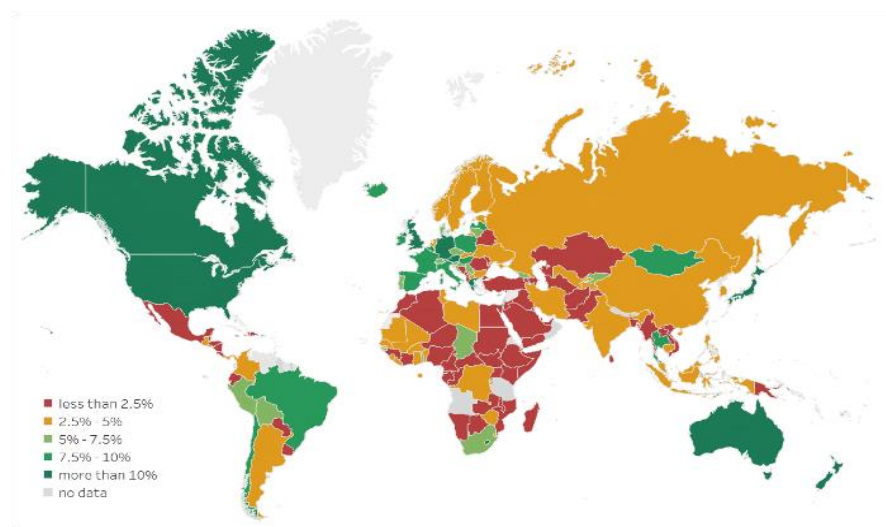 less than 2.5%
2.5% - 5%
5% - 7.5%
7.5% - 10%
more than 10%
no data